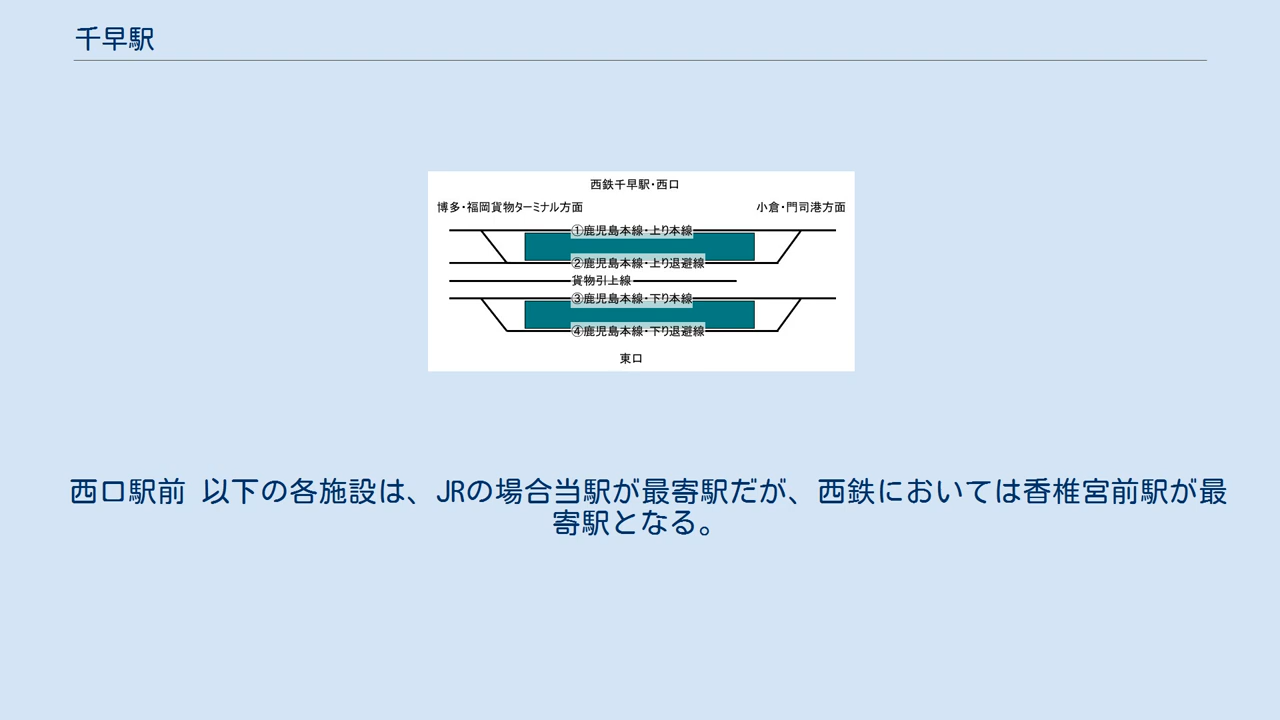 千早駅
西鉄千早駅・西口
博多・福岡貨物ターミナル方面
小倉・門司港方面
①鹿児島本線・上り本線
②鹿児島本線・上り退避線
貨物引上線
③鹿児島本線・下り本線
④鹿児島本線・下り退避線
東口
西口駅前 以下の各施設は、JRの場合当駅が最寄駅だが、西鉄においては香椎宮前駅が最
寄駅となる。